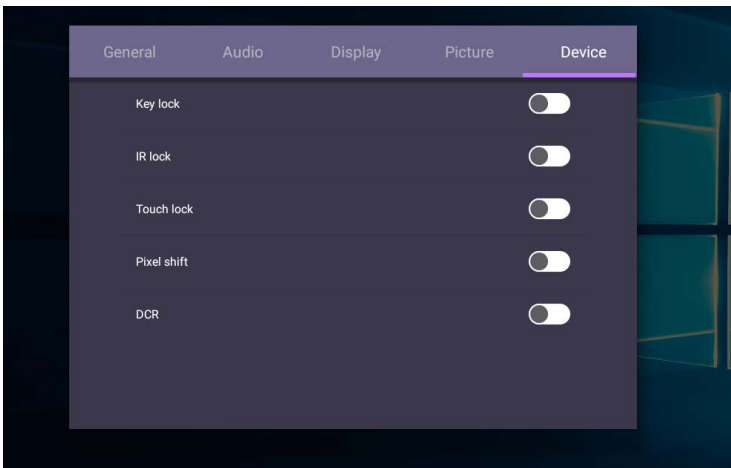 General Audio Display Picture Device
Key lock
IR lock
Touch lock
Pixel shift
DCR